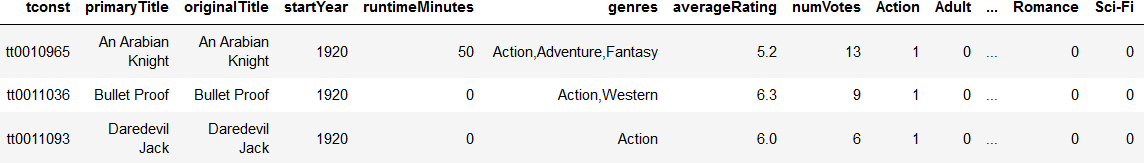 tconst primaryTitle originalTitle startYear runtimeMinutes genres averageRating numVotes Action Adult ... Romance Sci-Fi
tt0010965 An Arabian Knight An Arabian Knight 1920 50 Action,Adventure,Fantasy 5.2 13 1 0 ... 0 0
tt0011036 Bullet Proof Bullet Proof 1920 0 Action,Western 6.3 9 1 0 ... 0 0
tt0011093 Daredevil Jack Daredevil Jack 1920 0 Action 6.0 6 1 0 ... 0 0